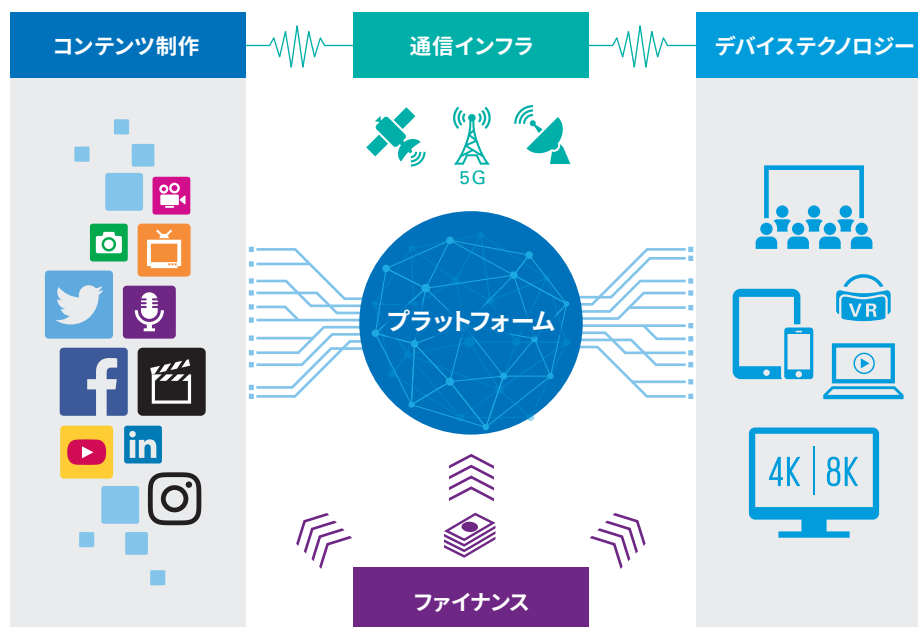 コンテンツ制作
通信インフラ
デバイステクノロジー
5G
プラットフォーム
VR
4K|8K
ファイナンス
in